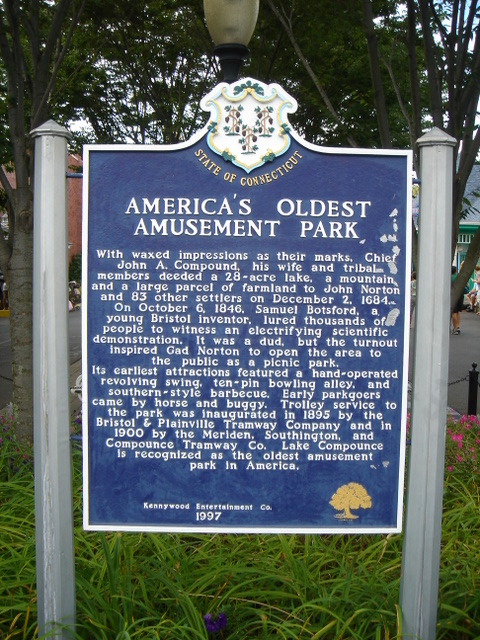 STATE OF CONNECTICUT
AMERICA'S OLDEST
AMUSEMENT PARK
With waxed impressions as their marks, Chief
John A. Compound, his wife and tribal
members deeded a 28-acre lake, a mountain,
and a large parcel of farmland to John Norton
and 83 other settlers on December 2, 1684.
On October 6, 1846, Samuel Botsford, a
young Bristol inventor, lured thousands of
people to witness an electrifying scientific
demonstration. It was a dud, but the turnout
inspired Gad Norton to open the area to
the public as a picnic park.
Its earliest attractions featured a hand-operated
revolving swing, ten-pin bowling alley, and
southern-style barbecue. Early parkgoers
came by horse and buggy. Trolley service to
the park was inaugurated in 1895 by the
Bristol & Plainville Tramway Company and in
1900 by the Meriden, Southington, and
Compounce Tramway Co. Lake Compounce
is recognized as the oldest amusement
park in America.
Kennywood Entertainment Co.
1997